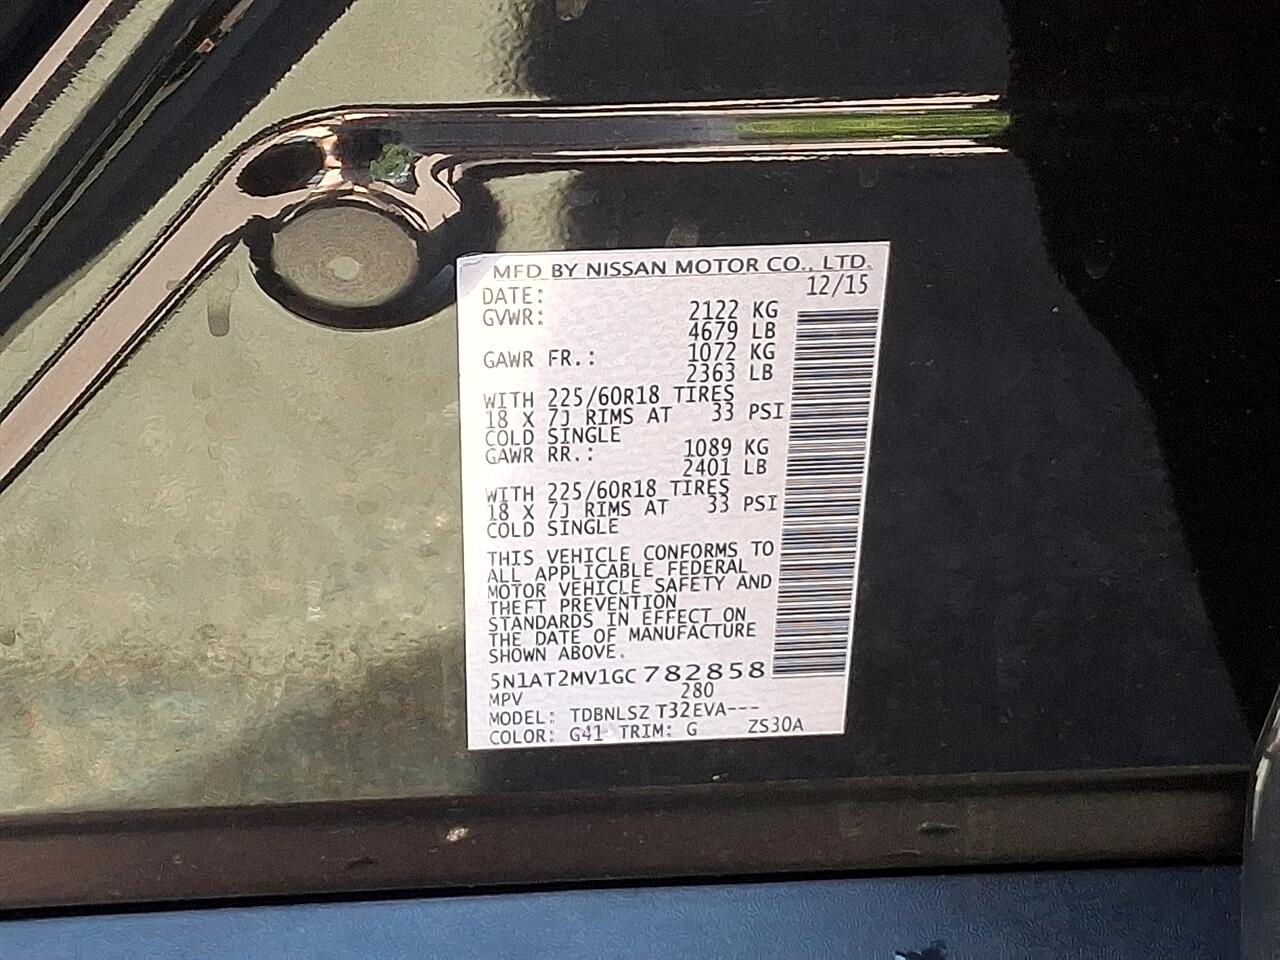 MFD BY NISSAN MOTOR CO., LTD.
DATE: 12/15
GVWR: 2122 KG
4679 LB
GAWR FR.: 1072 KG
2363 LB
WITH 225/60R18 TIRES
18 X 7J RIMS AT 33 PSI
COLD SINGLE
GAWR RR.: 1089 KG
2401 LB
WITH 225/60R18 TIRES
18 X 7J RIMS AT 33 PSI
COLD SINGLE
THIS VEHICLE CONFORMS TO
ALL APPLICABLE FEDERAL
MOTOR VEHICLE SAFETY AND
THEFT PREVENTION
STANDARDS IN EFFECT ON
THE DATE OF MANUFACTURE
SHOWN ABOVE.
5N1AT2MV1GC782858
MPV 280
MODEL: TDBNLSZ T32EVA---
COLOR: G41 TRIM: G ZS30A